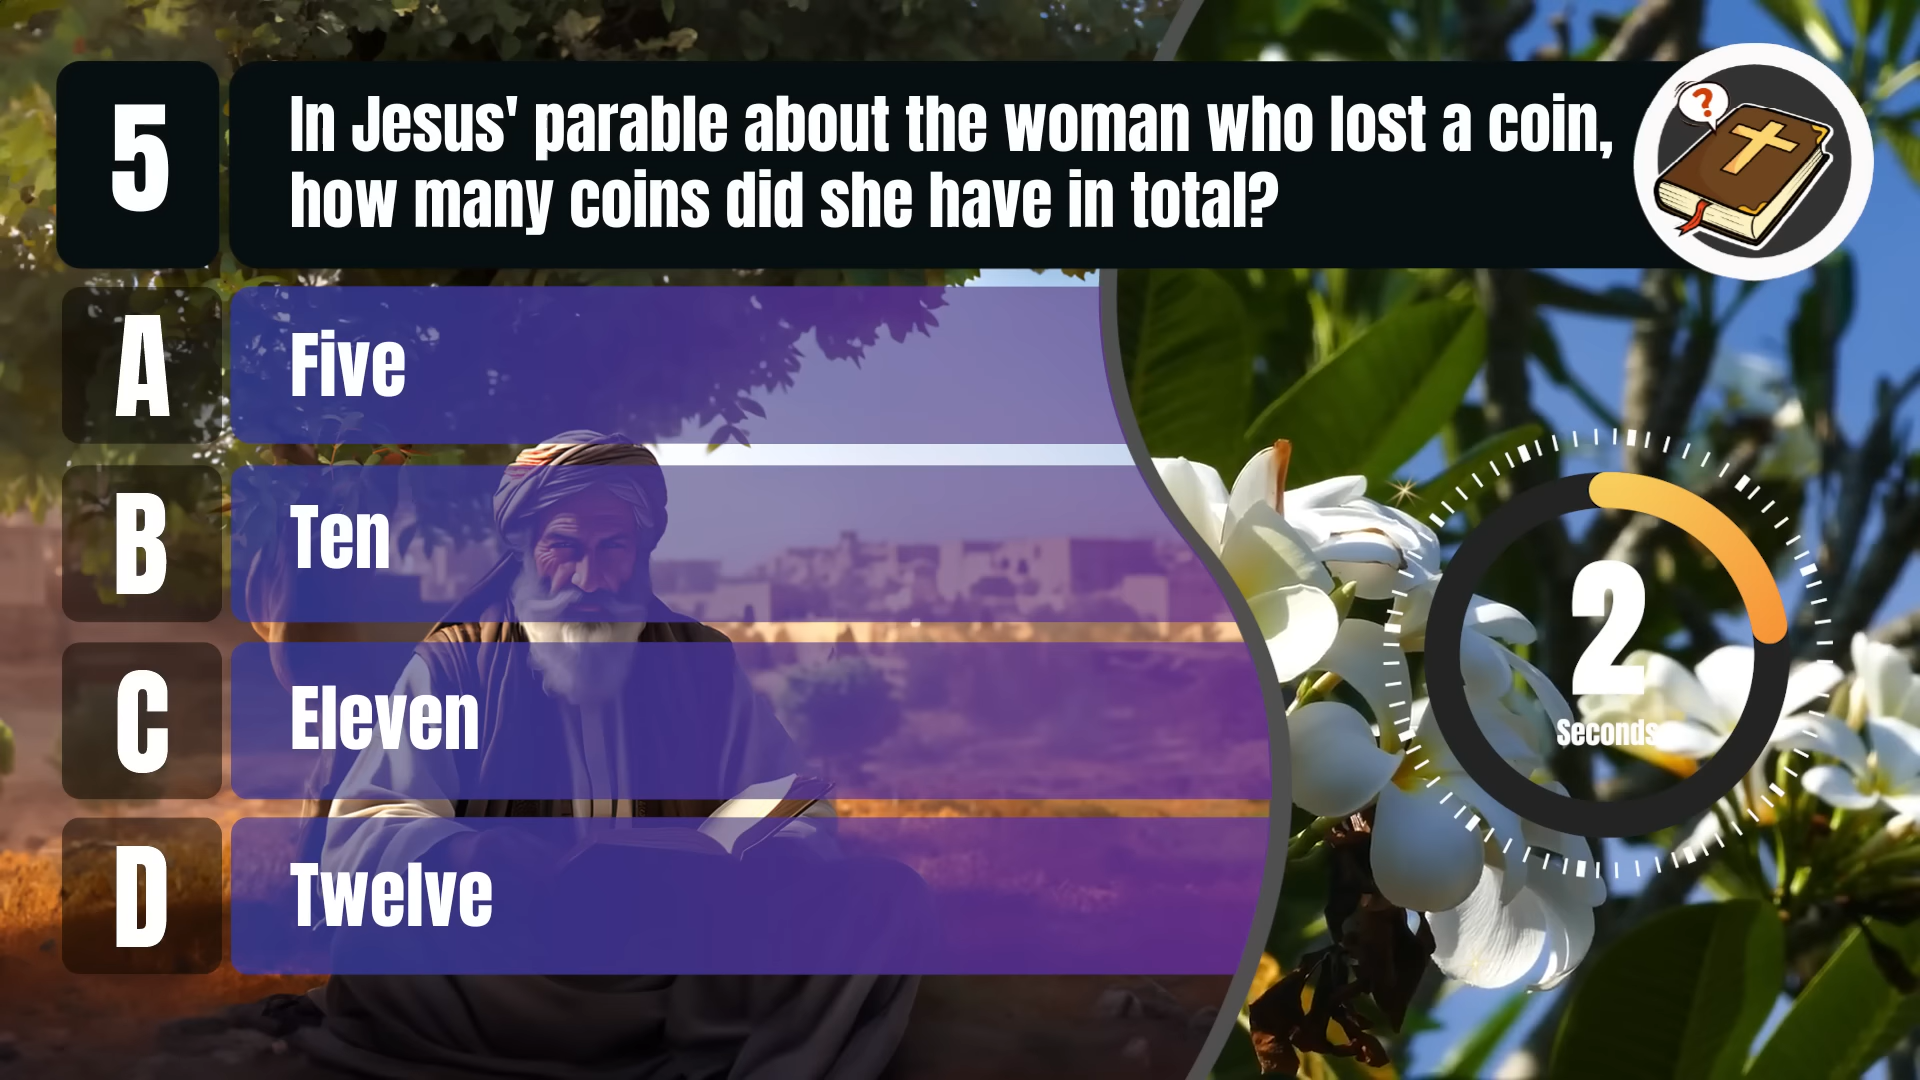 5
In Jesus' parable about the woman who lost a coin,
how many coins did she have in total?
?
A
Five
B
Ten
C
Eleven
D
Twelve
2
Seconds